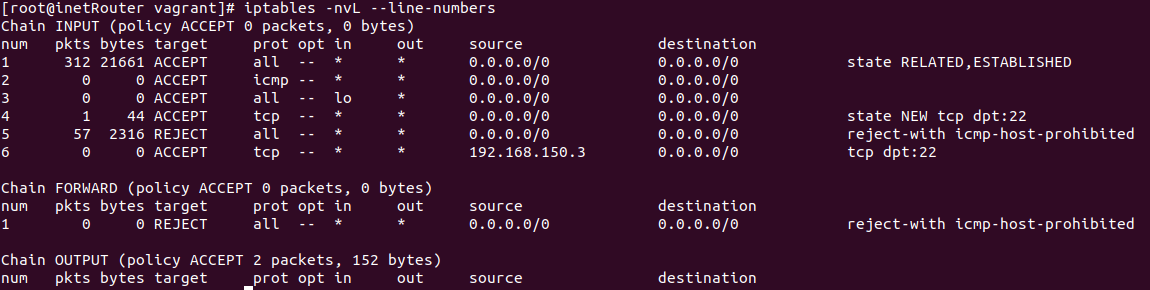 [root@inetRouter vagrant]# iptables -nvL --line-numbers
Chain INPUT (policy ACCEPT 0 packets, 0 bytes)
num   pkts bytes target     prot opt in     out     source               destination
1      312 21661 ACCEPT     all  --  *      *       0.0.0.0/0            0.0.0.0/0            state RELATED,ESTABLISHED
2        0     0 ACCEPT     icmp --  *      *       0.0.0.0/0            0.0.0.0/0
3        0     0 ACCEPT     all  --  lo     *       0.0.0.0/0            0.0.0.0/0
4        1    44 ACCEPT     tcp  --  *      *       0.0.0.0/0            0.0.0.0/0            state NEW tcp dpt:22
5       57  2316 REJECT     all  --  *      *       0.0.0.0/0            0.0.0.0/0            reject-with icmp-host-prohibited
6        0     0 ACCEPT     tcp  --  *      *       192.168.150.3        0.0.0.0/0            tcp dpt:22
Chain FORWARD (policy ACCEPT 0 packets, 0 bytes)
num   pkts bytes target     prot opt in     out     source               destination
1        0     0 REJECT     all  --  *      *       0.0.0.0/0            0.0.0.0/0            reject-with icmp-host-prohibited
Chain OUTPUT (policy ACCEPT 2 packets, 152 bytes)
num   pkts bytes target     prot opt in     out     source               destination